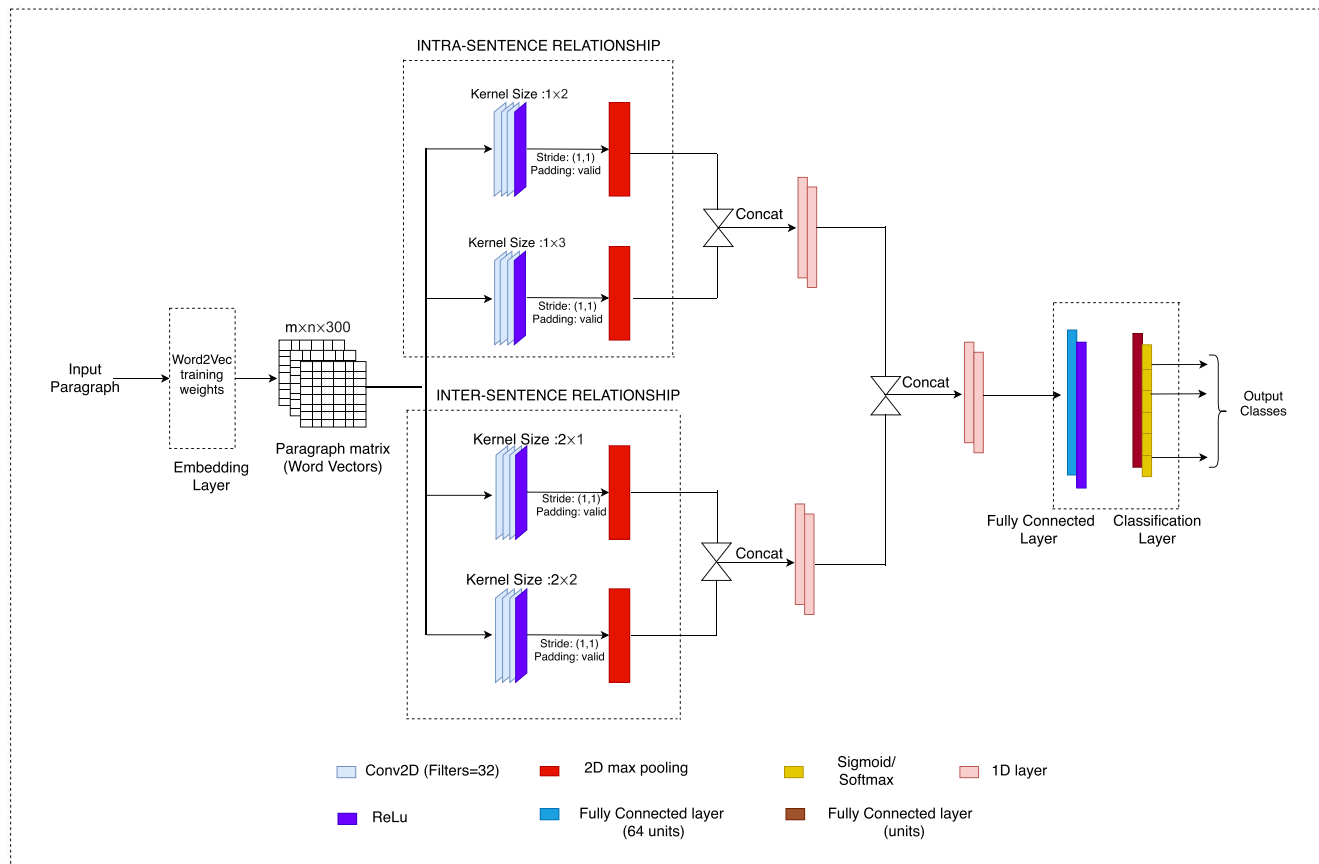 INTRA-SENTENCE RELATIONSHIP
Kernel Size :1×2
Stride: (1,1)
Padding: valid
Concat
Kernel Size :1×3
Stride: (1,1)
Padding: valid
m×n×300
Input
Paragraph
Word2Vec
training
weights
Embedding
Layer
Paragraph matrix
(Word Vectors)
INTER-SENTENCE RELATIONSHIP
Kernel Size :2×1
Stride: (1,1)
Padding: valid
Concat
Kernel Size :2×2
Stride: (1,1)
Padding: valid
Concat
Fully Connected
Layer
Classification
Layer
Output
Classes
Conv2D (Filters=32)
2D max pooling
Sigmoid/
Softmax
1D layer
ReLu
Fully Connected layer
(64 units)
Fully Connected layer
(units)